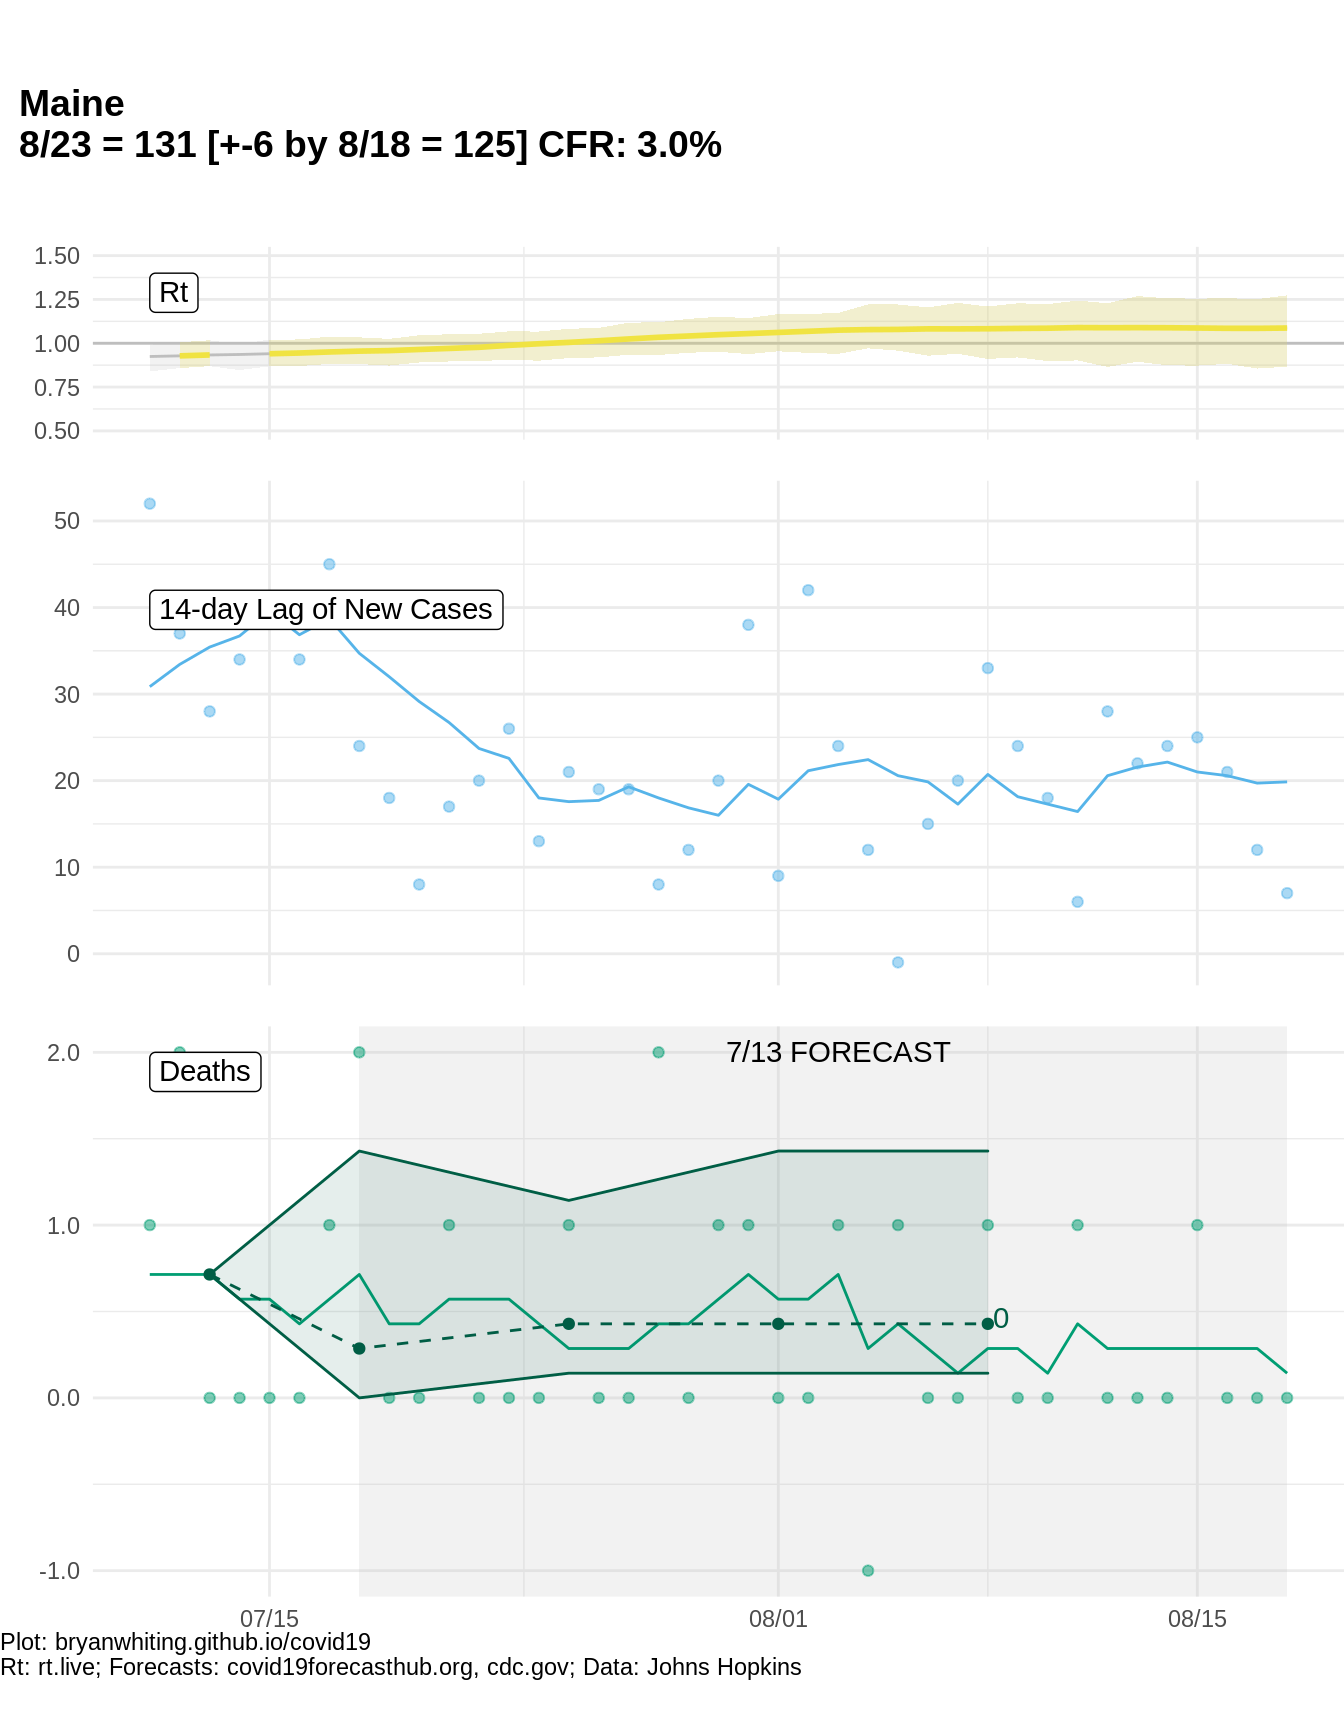 Maine
8/23 = 131 [+-6 by 8/18 = 125] CFR: 3.0%
1.50
1.25
1.00
0.75
0.50
Rt
50
40
30
20
10
0
14-day Lag of New Cases
2.0
1.0
0.0
-1.0
Deaths
7/13 FORECAST
0
07/15
08/01
08/15
Plot: bryanwhiting.github.io/covid19
Rt: rt.live; Forecasts: covid19forecasthub.org, cdc.gov; Data: Johns Hopkins